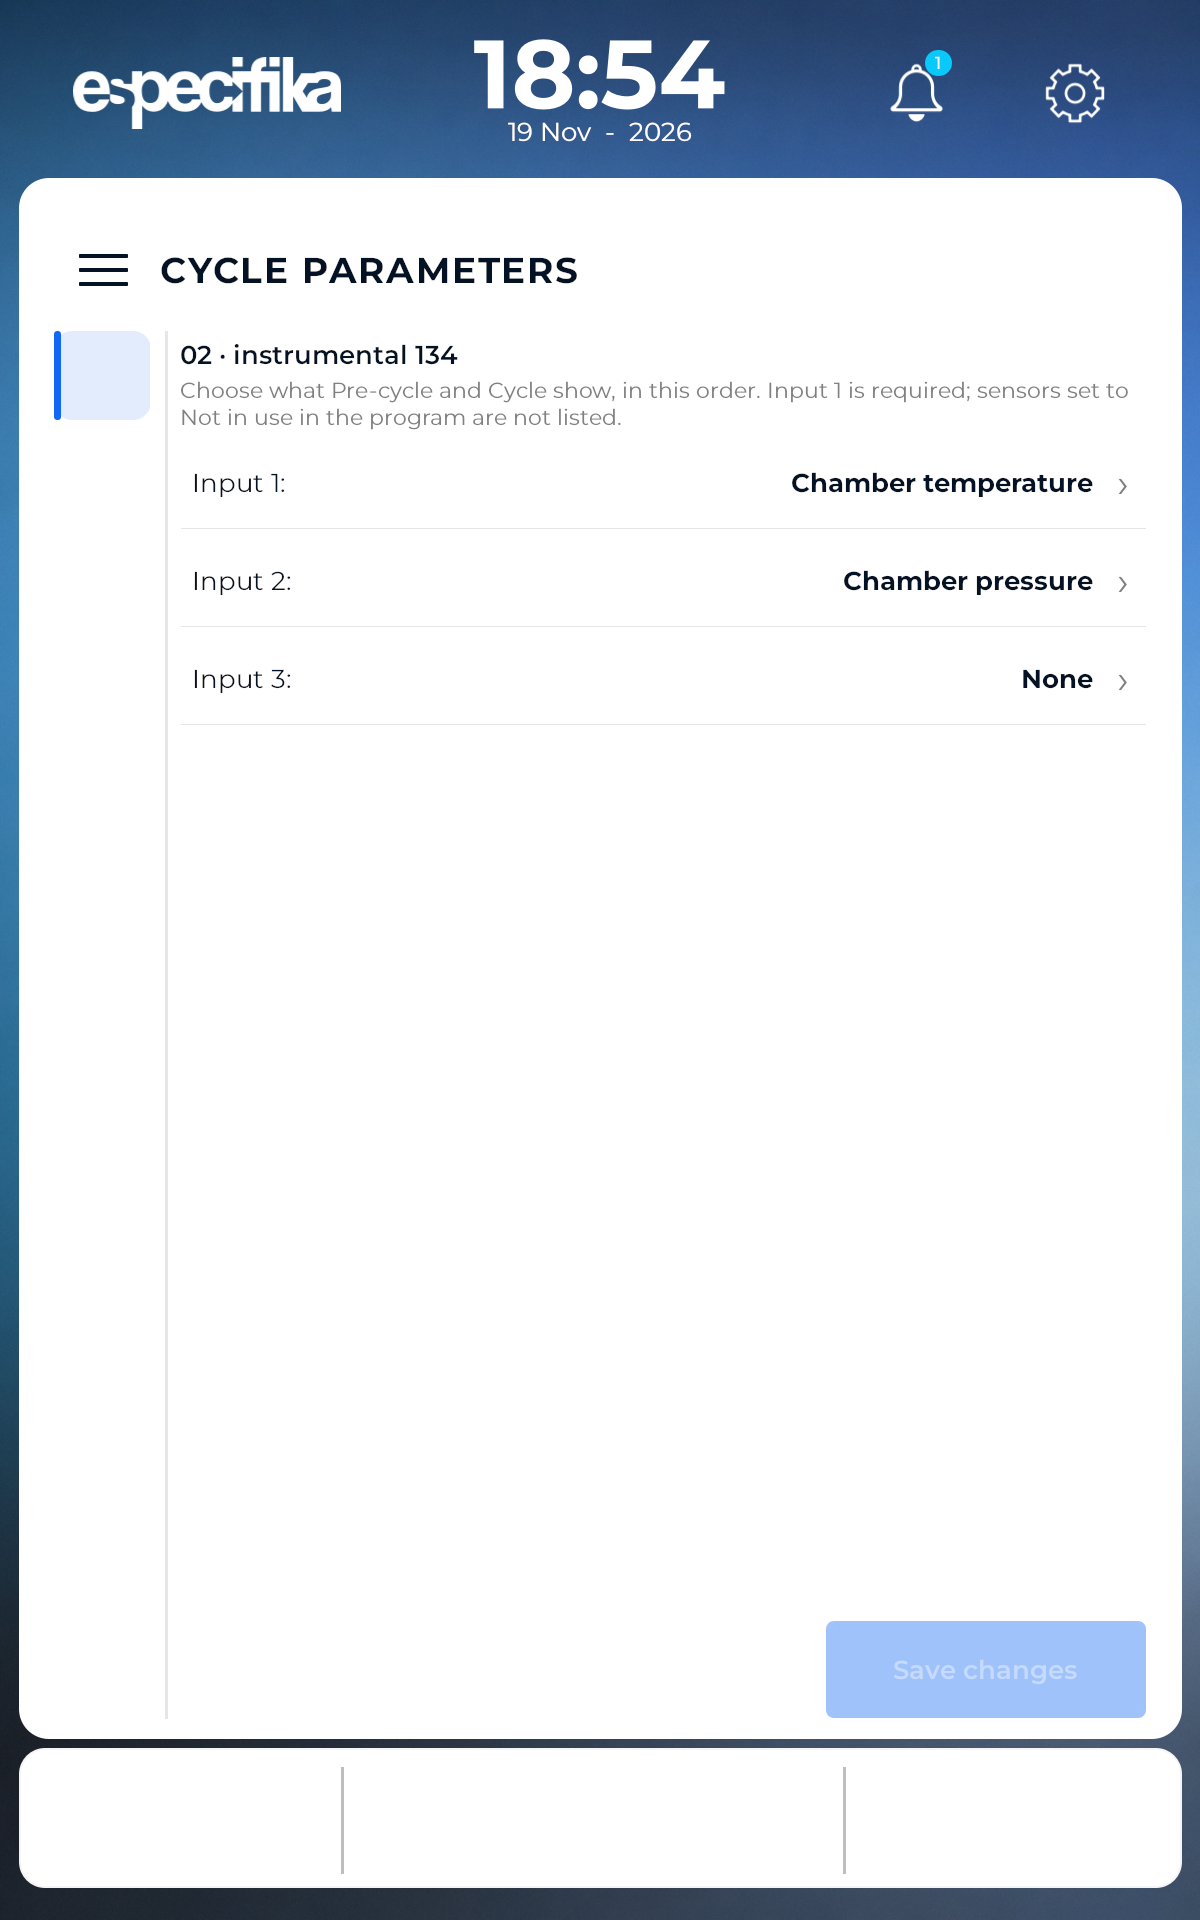 especifika
18:54
19 Nov - 2026
1
CYCLE PARAMETERS
02 · instrumental 134
Choose what Pre-cycle and Cycle show, in this order. Input 1 is required; sensors set to
Not in use in the program are not listed.
Input 1:
Chamber temperature
Input 2:
Chamber pressure
Input 3:
None
Save changes